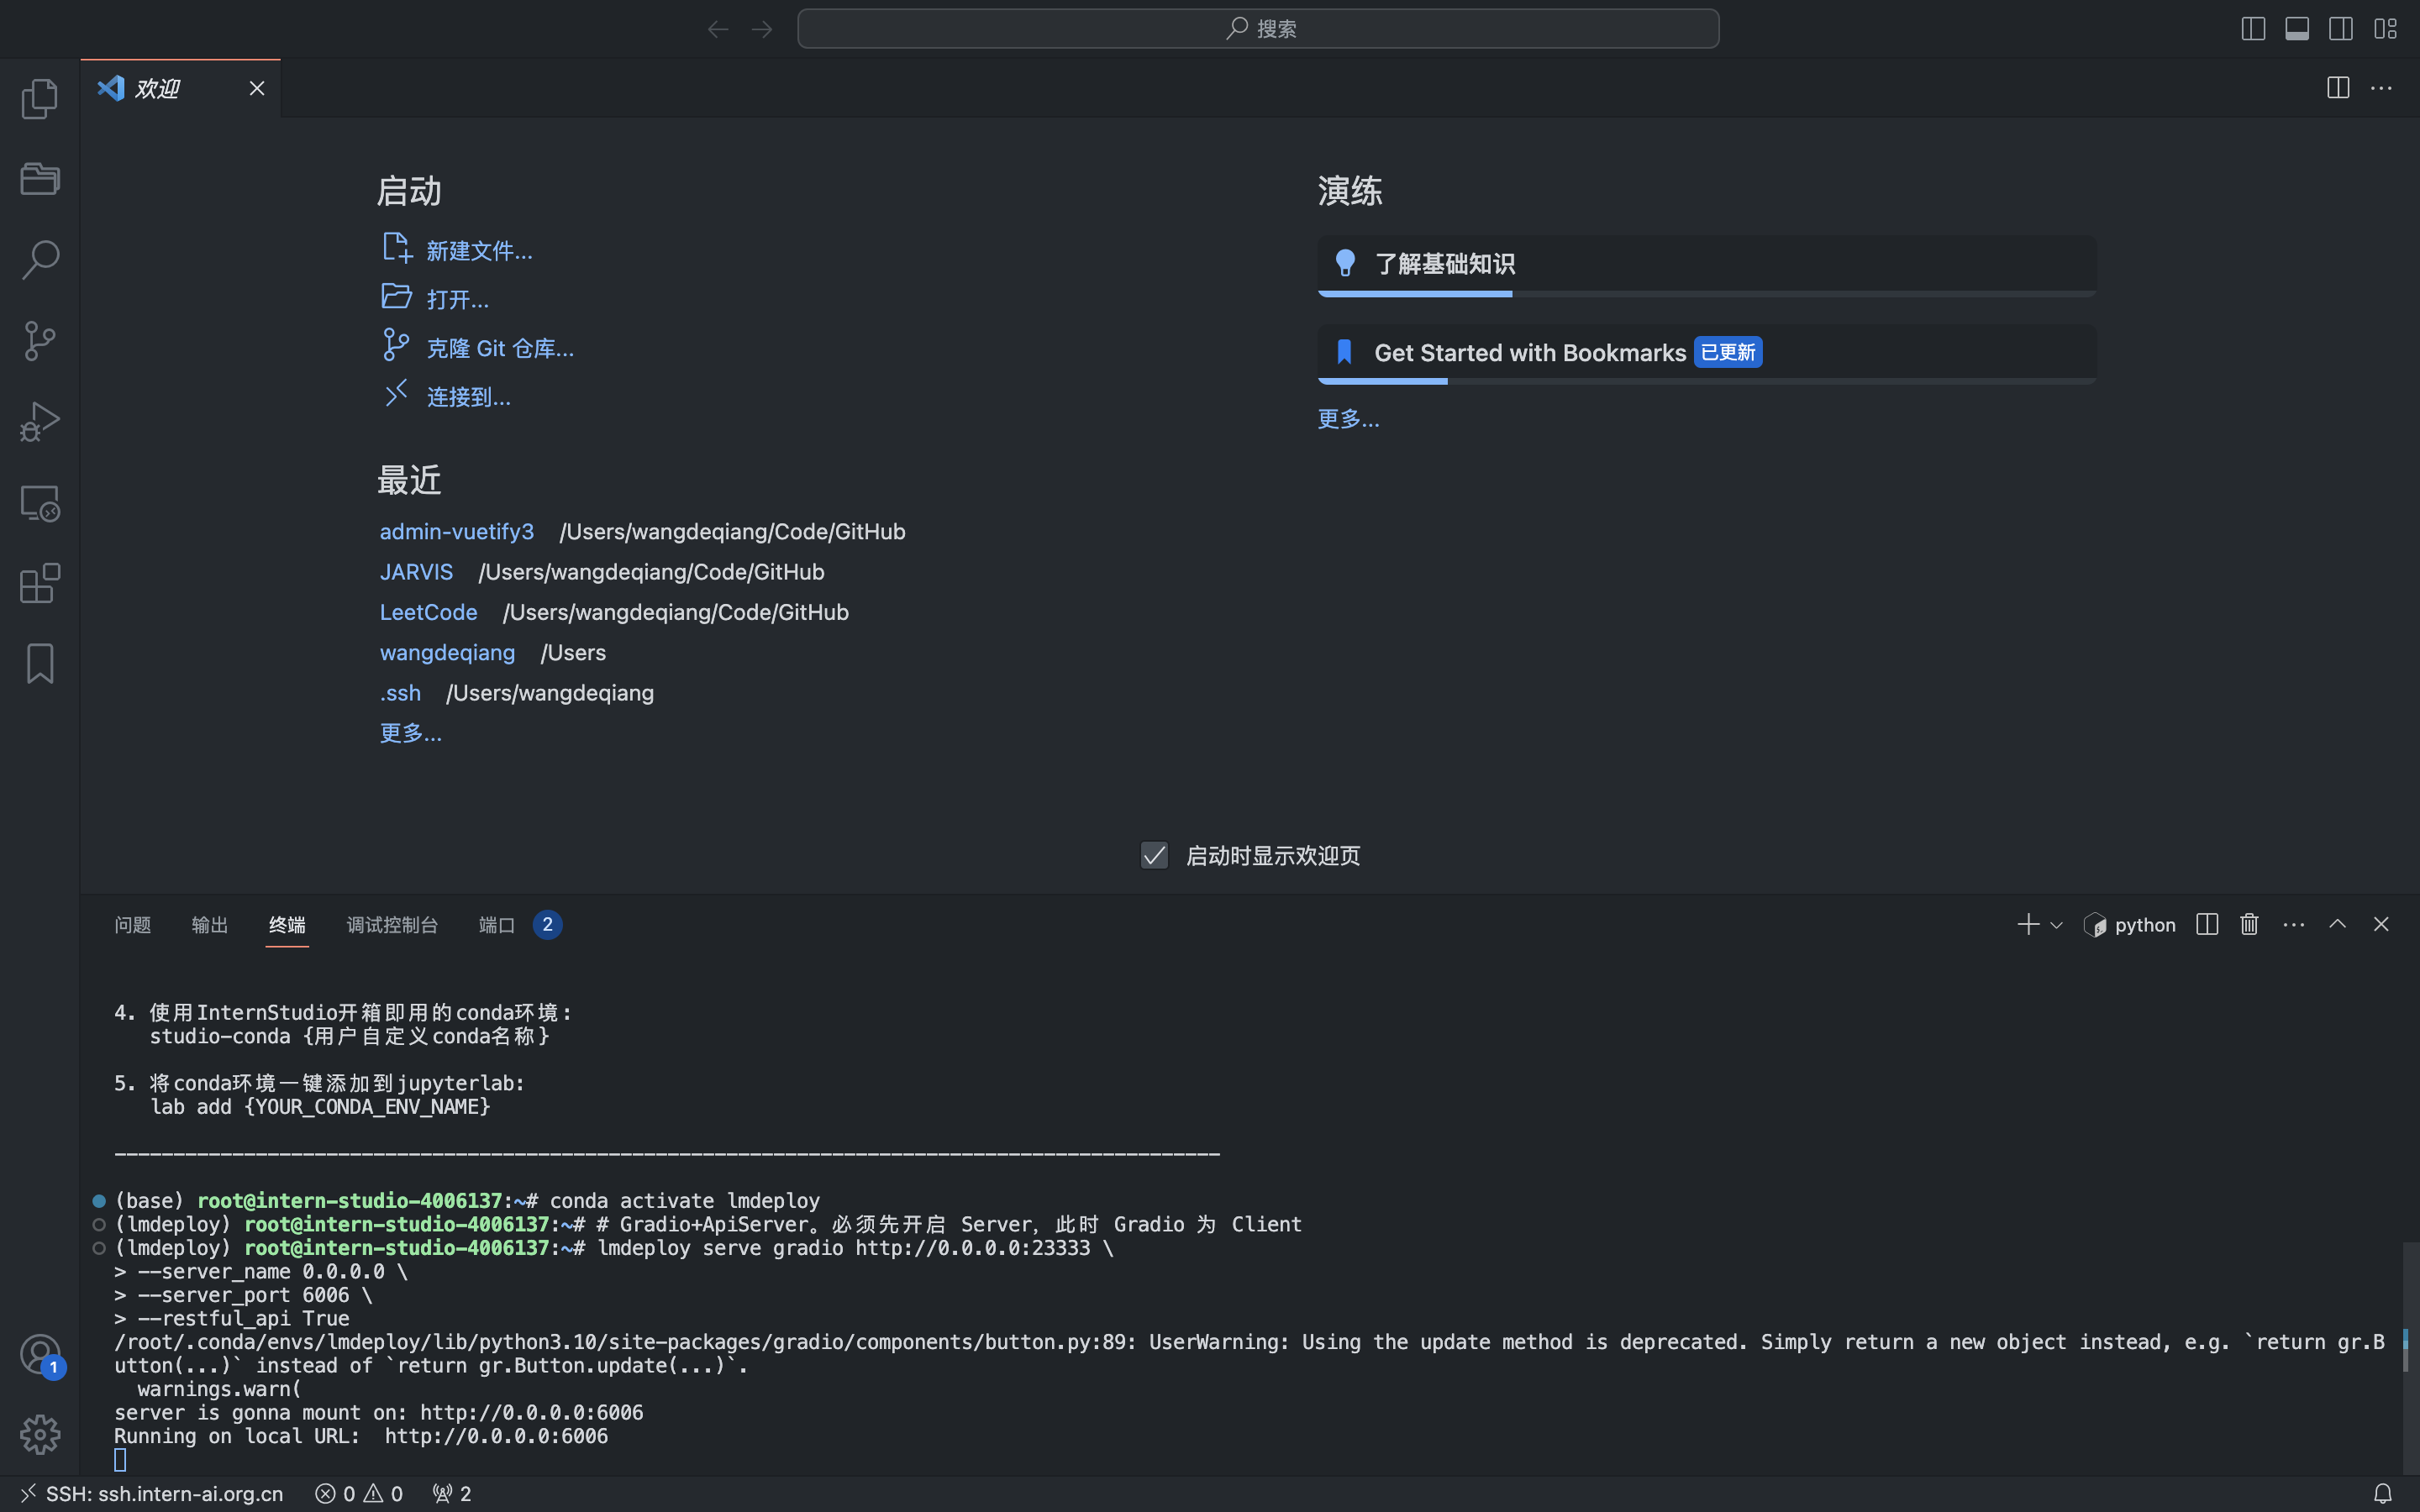 搜索
欢迎
启动
新建文件...
打开...
克隆 Git 仓库...
连接到...
最近
admin-vuetify3 /Users/wangdeqiang/Code/GitHub
JARVIS /Users/wangdeqiang/Code/GitHub
LeetCode /Users/wangdeqiang/Code/GitHub
wangdeqiang /Users
.ssh /Users/wangdeqiang
更多...
演练
了解基础知识
Get Started with Bookmarks 已更新
更多...
启动时显示欢迎页
问题 输出 终端 调试控制台 端口 2
python
4. 使用InternStudio开箱即用的conda环境:
studio-conda {用户自定义conda名称}
5. 将conda环境一键添加到jupyterlab:
lab add {YOUR_CONDA_ENV_NAME}
----------------------------------------------------------------------------------------------
(base) root@intern-studio-4006137:~# conda activate lmdeploy
(lmdeploy) root@intern-studio-4006137:~# # Gradio+ApiServer。必须先开启 Server，此时 Gradio 为 Client
(lmdeploy) root@intern-studio-4006137:~# lmdeploy serve gradio http://0.0.0.0:23333 \
> --server_name 0.0.0.0 \
> --server_port 6006 \
> --restful_api True
/root/.conda/envs/lmdeploy/lib/python3.10/site-packages/gradio/components/button.py:89: UserWarning: Using the update method is deprecated. Simply return a new object instead, e.g. `return gr.B
utton(...)` instead of `return gr.Button.update(...)`.
warnings.warn(
server is gonna mount on: http://0.0.0.0:6006
Running on local URL:  http://0.0.0.0:6006
1
SSH: ssh.intern-ai.org.cn 0 0 2